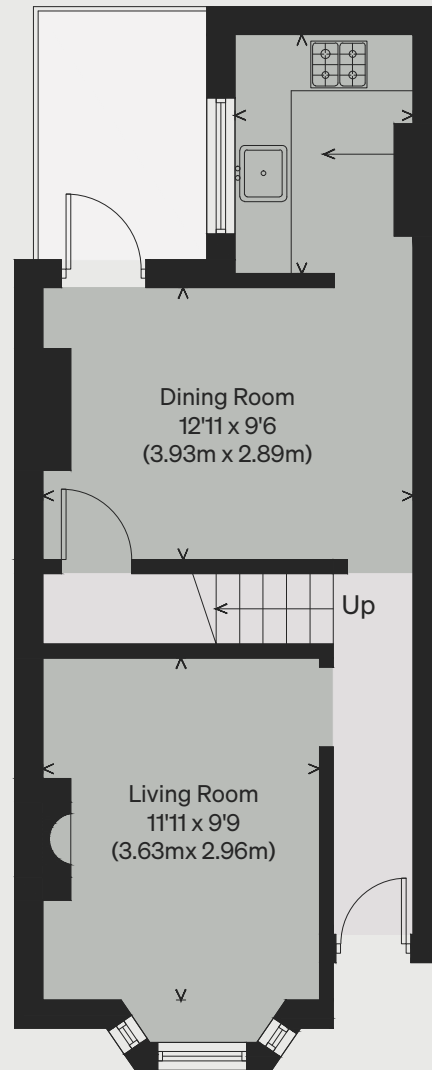 Dining Room
12'11 x 9'6
(3.93m x 2.89m)
Up
Living Room
11'11 x 9'9
(3.63mx 2.96m)